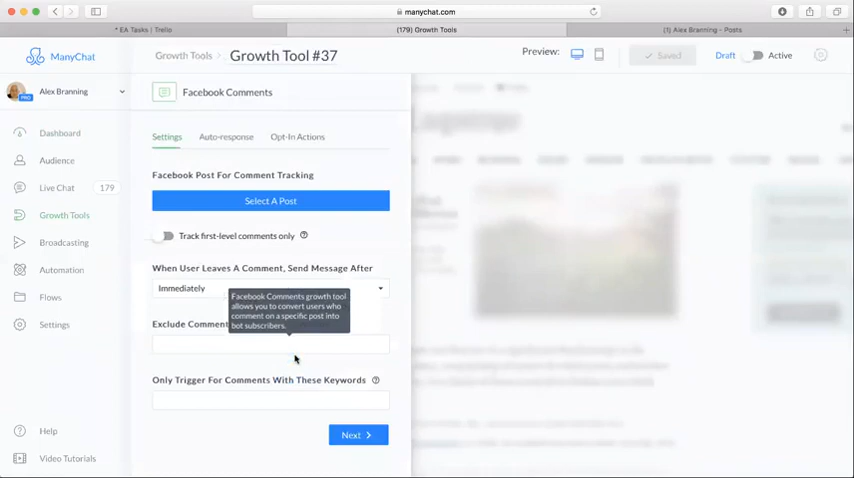 manychat.com
* EA Tasks | Trello
(179) Growth Tools
(1) Alex Branning - Posts
ManyChat
Growth Tools > Growth Tool #37
Preview:
Saved
Draft
Active
Alex Branning
PRO
Facebook Comments
Dashboard
Settings
Auto-response
Opt-In Actions
Audience
Live Chat
179
Facebook Post For Comment Tracking
Select A Post
Growth Tools
Track first-level comments only
Broadcasting
Automation
When User Leaves A Comment, Send Message After
Immediately
Flows
Facebook Comments growth tool
allows you to convert users who
comment on a specific post into
bot subscribers.
Settings
Exclude Comm
Only Trigger For Comments With These Keywords
Help
Next
Video Tutorials